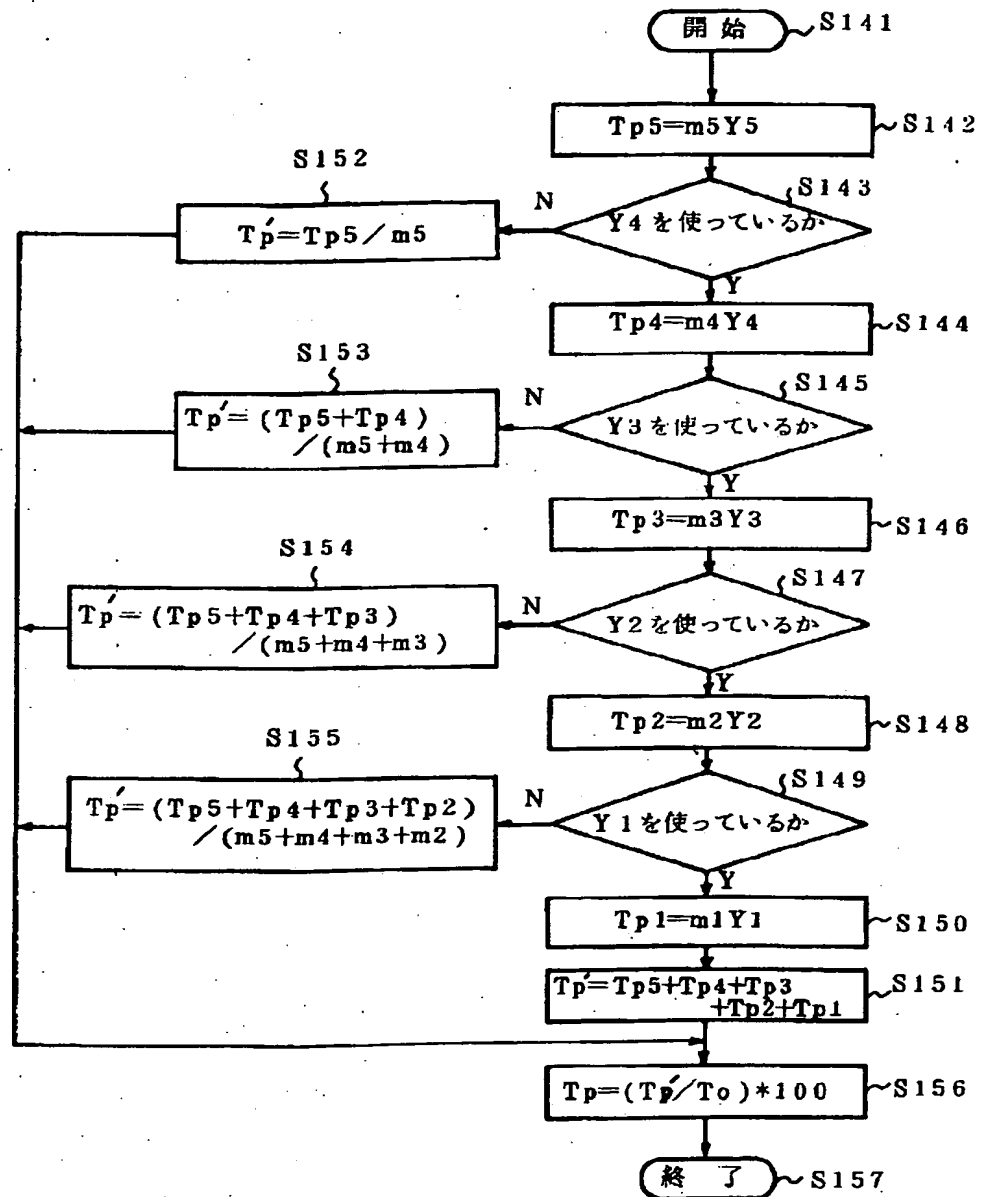 開始
S141
Tp5=m5Y5
S142
S152
S143
N
Y4を使っているか
Tp′=Tp5/m5
Y
Tp4=m4Y4
S144
S153
S145
N
Y3を使っているか
Tp′=(Tp5+Tp4)
/(m5+m4)
Y
Tp3=m3Y3
S146
S154
S147
N
Y2を使っているか
Tp′=(Tp5+Tp4+Tp3)
/(m5+m4+m3)
Y
Tp2=m2Y2
S148
S155
S149
N
Y1を使っているか
Tp′=(Tp5+Tp4+Tp3+Tp2)
/(m5+m4+m3+m2)
Y
Tp1=m1Y1
S150
Tp′=Tp5+Tp4+Tp3
+Tp2+Tp1
S151
Tp=(Tp′/To)*100
S156
終了
S157